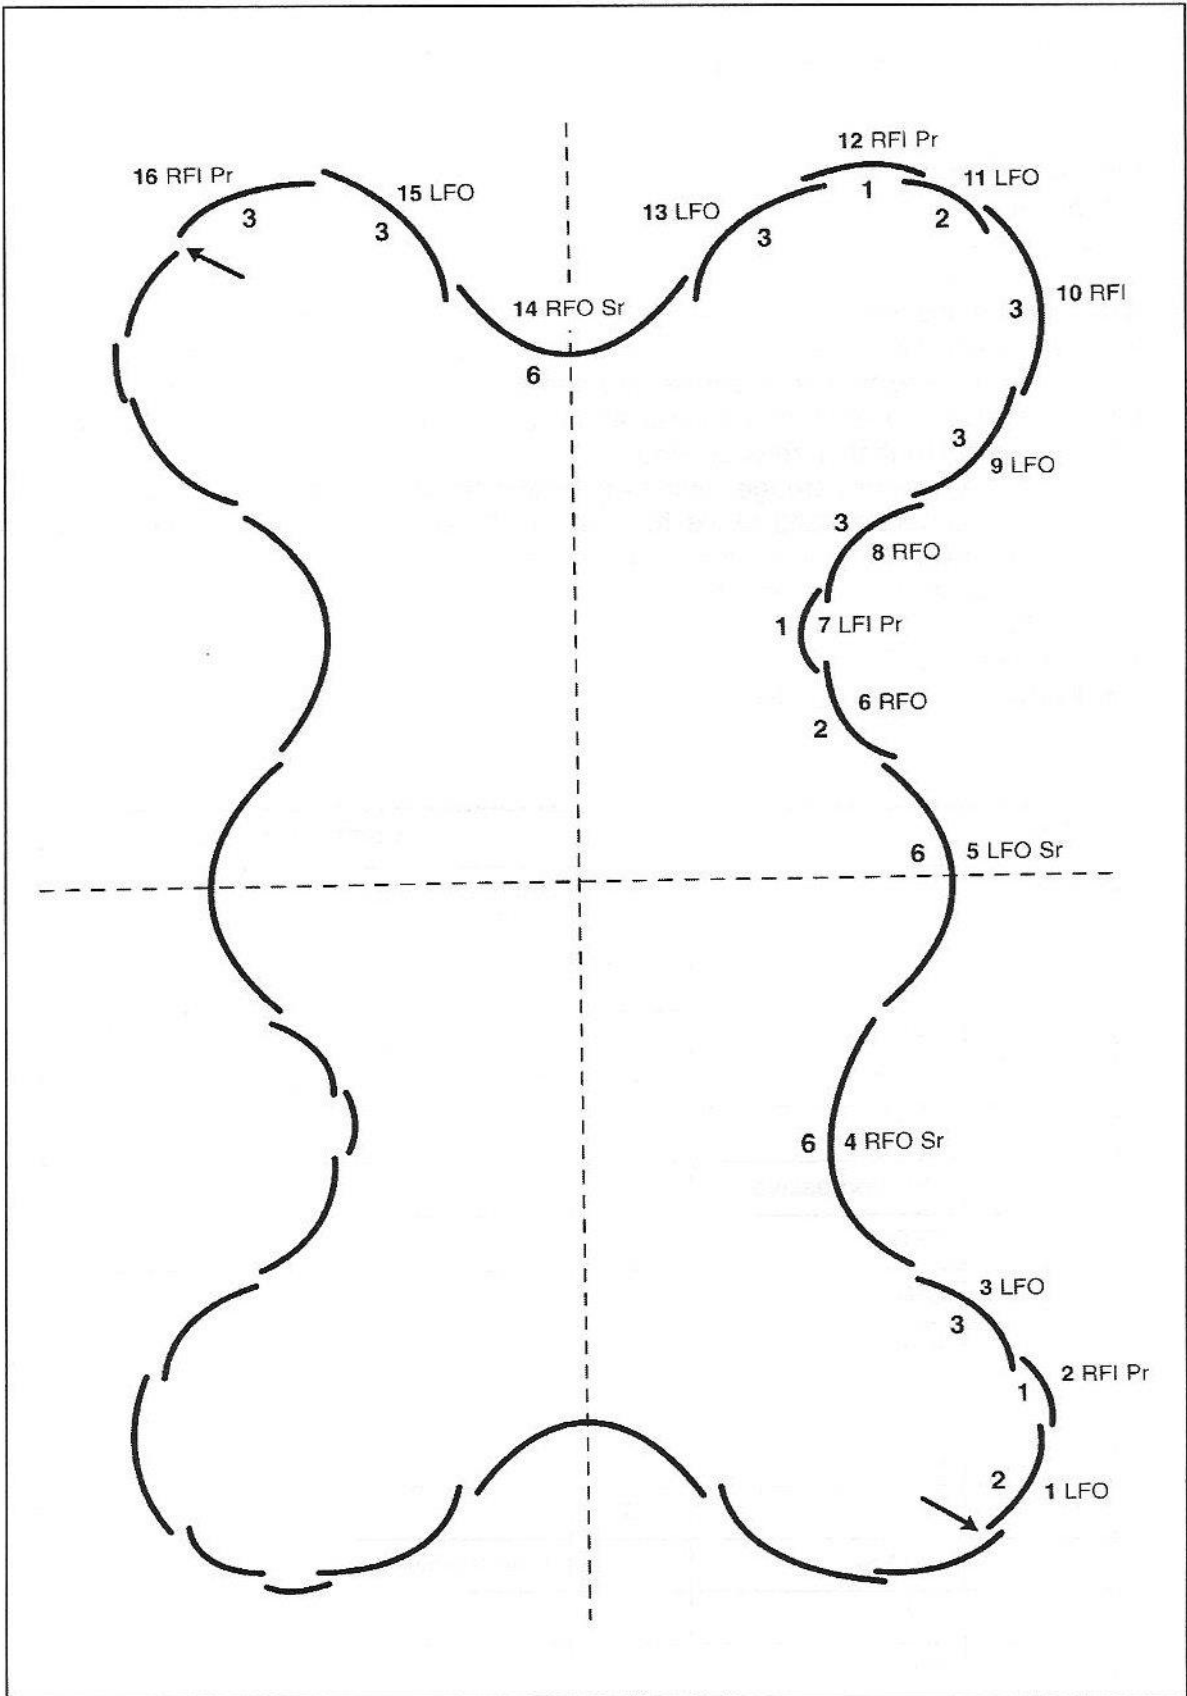 12 RFI Pr
16 RFI Pr
1
11 LFO
15 LFO
3
2
13 LFO
3
3
10 RFI
3
14 RFO Sr
6
3
9 LFO
3
8 RFO
1
7 LFI Pr
6 RFO
2
6
5 LFO Sr
6
4 RFO Sr
3 LFO
3
2 RFI Pr
1
2
1 LFO